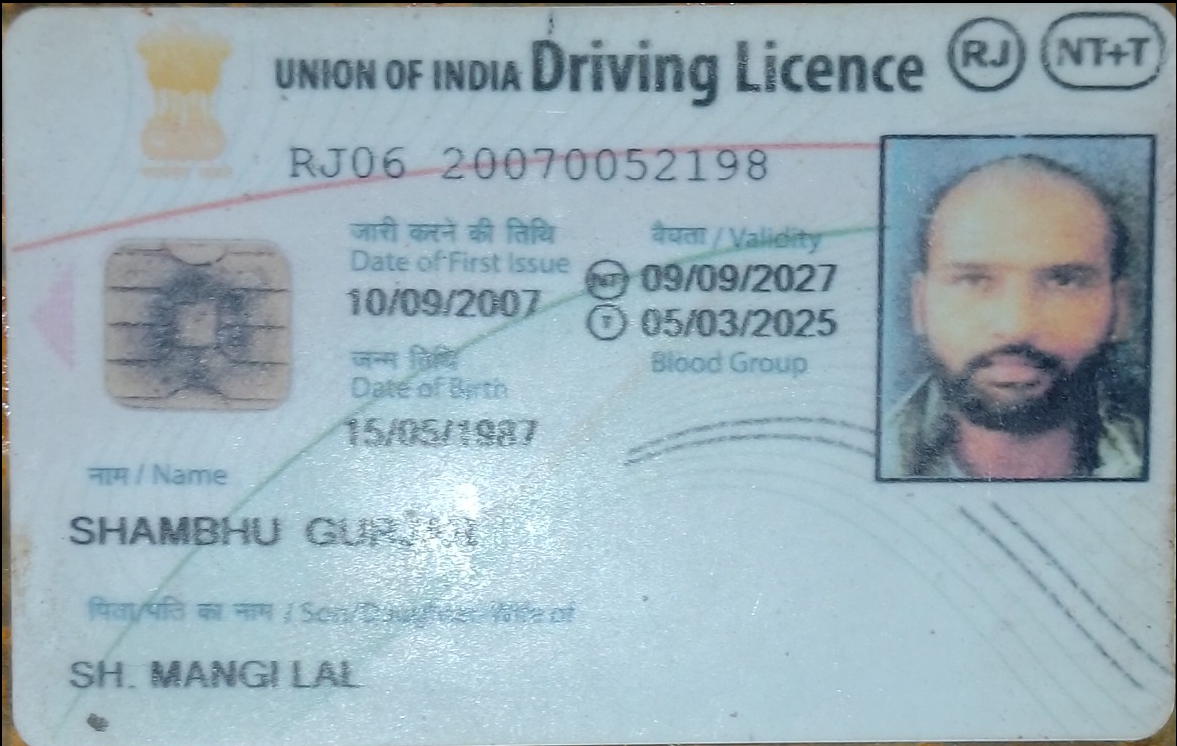 UNION OF INDIA Driving Licence RJ NT+T
RJ06 20070052198
जारी करने की तिथि
Date of First Issue
10/09/2007
वैधता / Validity
NT 09/09/2027
T 05/03/2025
Blood Group
जन्म तिथि
Date of Birth
15/05/1987
नाम / Name
SHAMBHU
पिता/पति का नाम / Son/Daughter/Wife of
SH. MANGI LAL